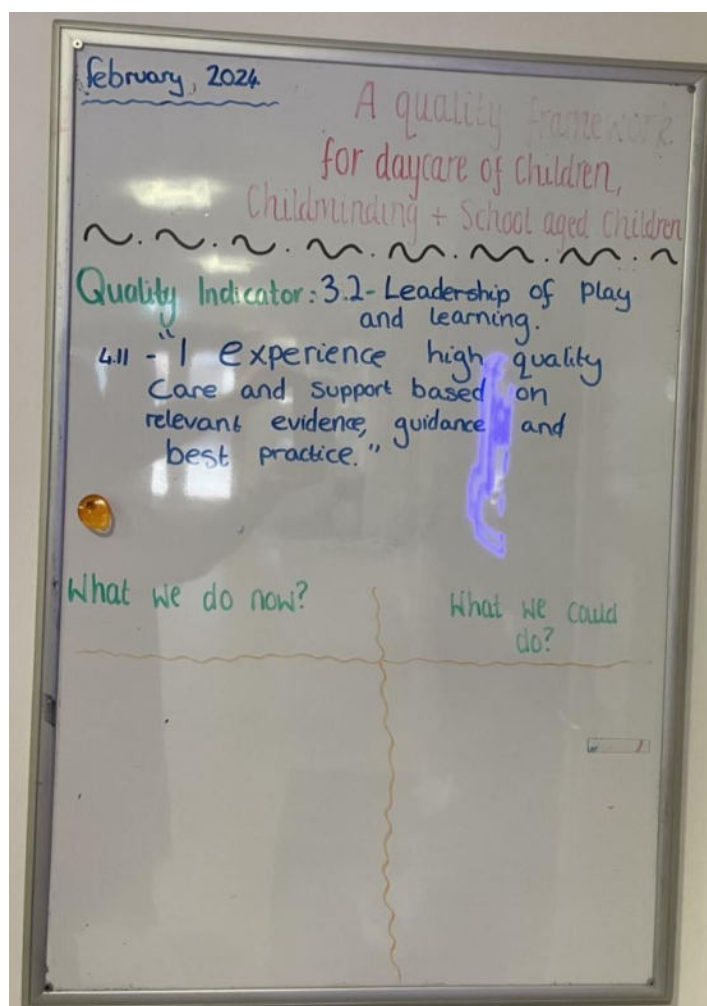 february, 2024
A quality framework
for daycare of Children,
Childminding + School aged Children
Quality Indicator: 3.2 - Leadership of play
and learning.
4.11 - "I experience high quality
Care and support based on
relevant evidence, guidance and
best practice."
What we do now?
What we could
do?